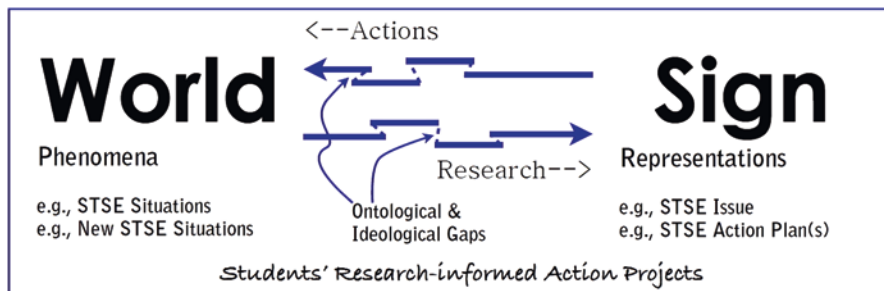 <--Actions
World
Sign
Phenomena
Research-->
Representations
e.g., STSE Situations
e.g., New STSE Situations
Ontological &
Ideological Gaps
e.g., STSE Issue
e.g., STSE Action Plan(s)
Students' Research-informed Action Projects